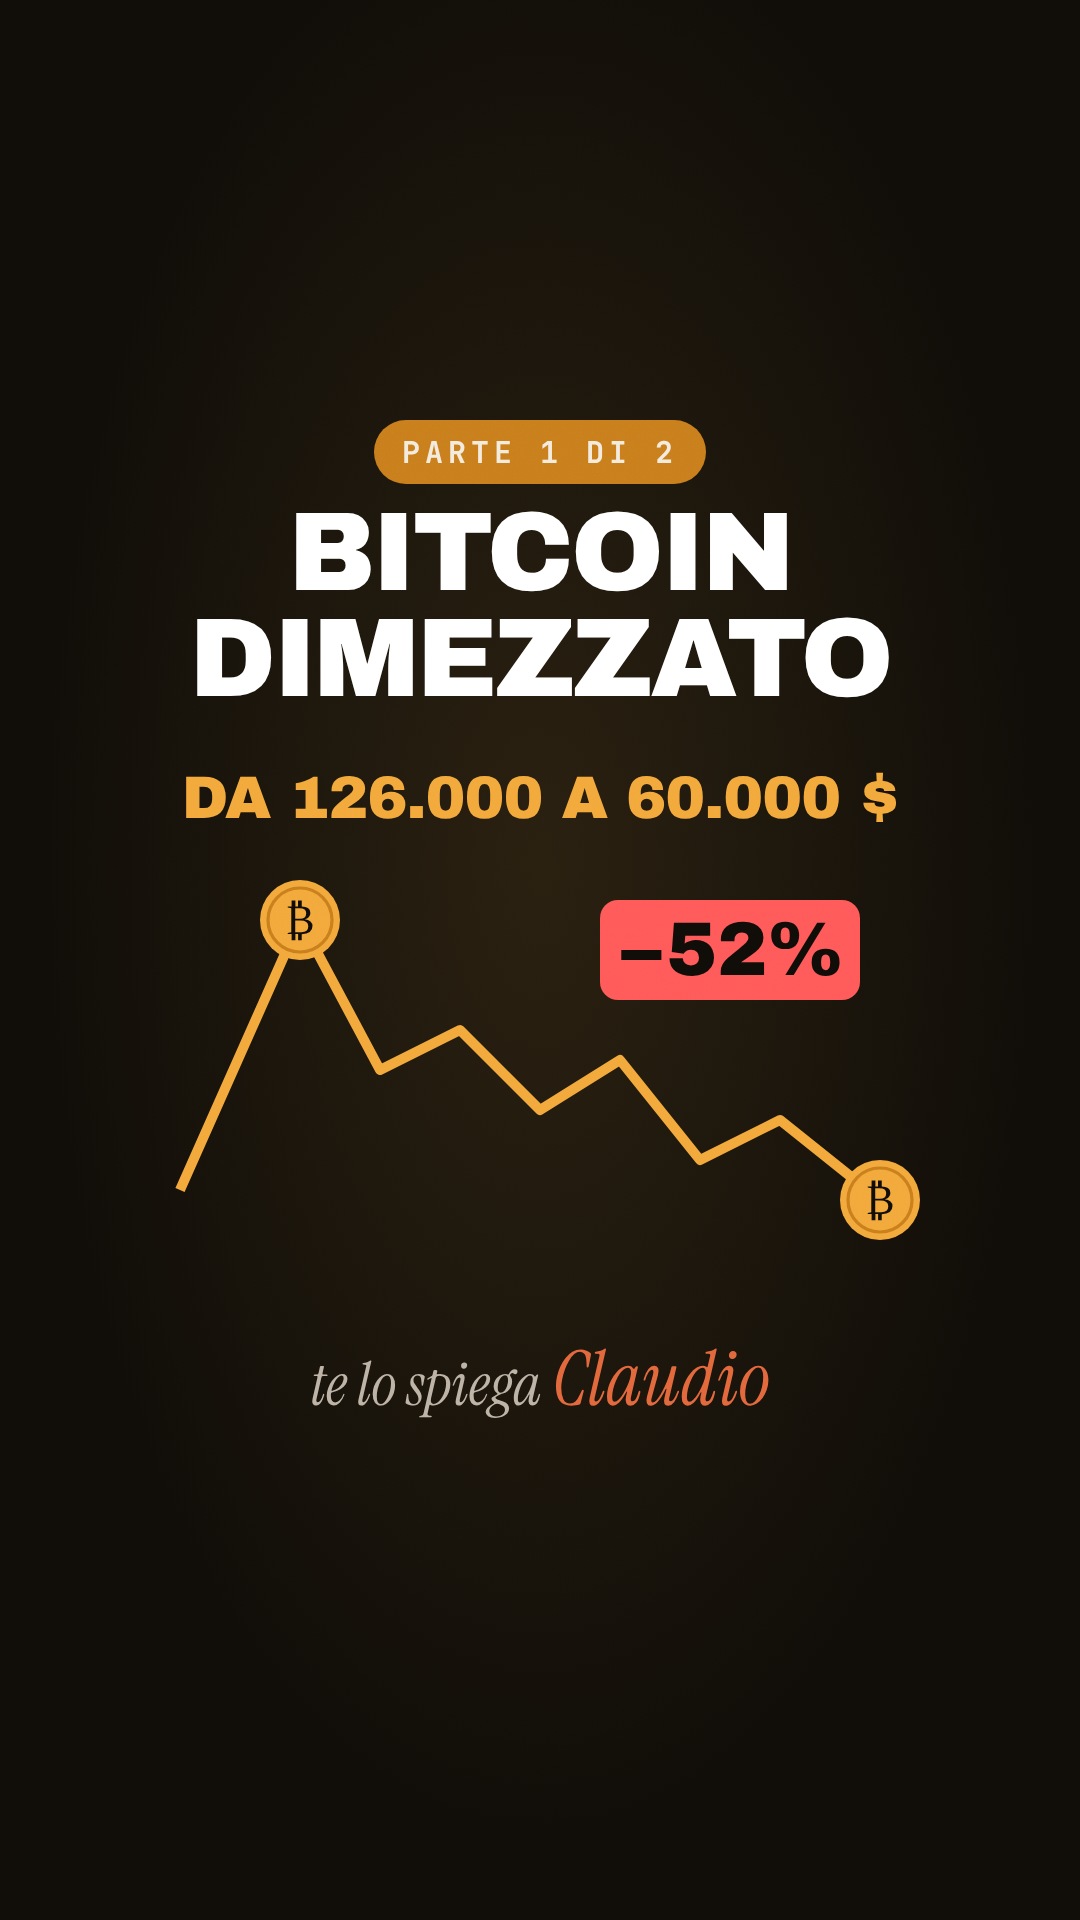 PARTE 1 DI 2
BITCOIN
DIMEZZATO
DA 126.000 A 60.000 $
₿
–52%
₿
te lo spiega Claudio